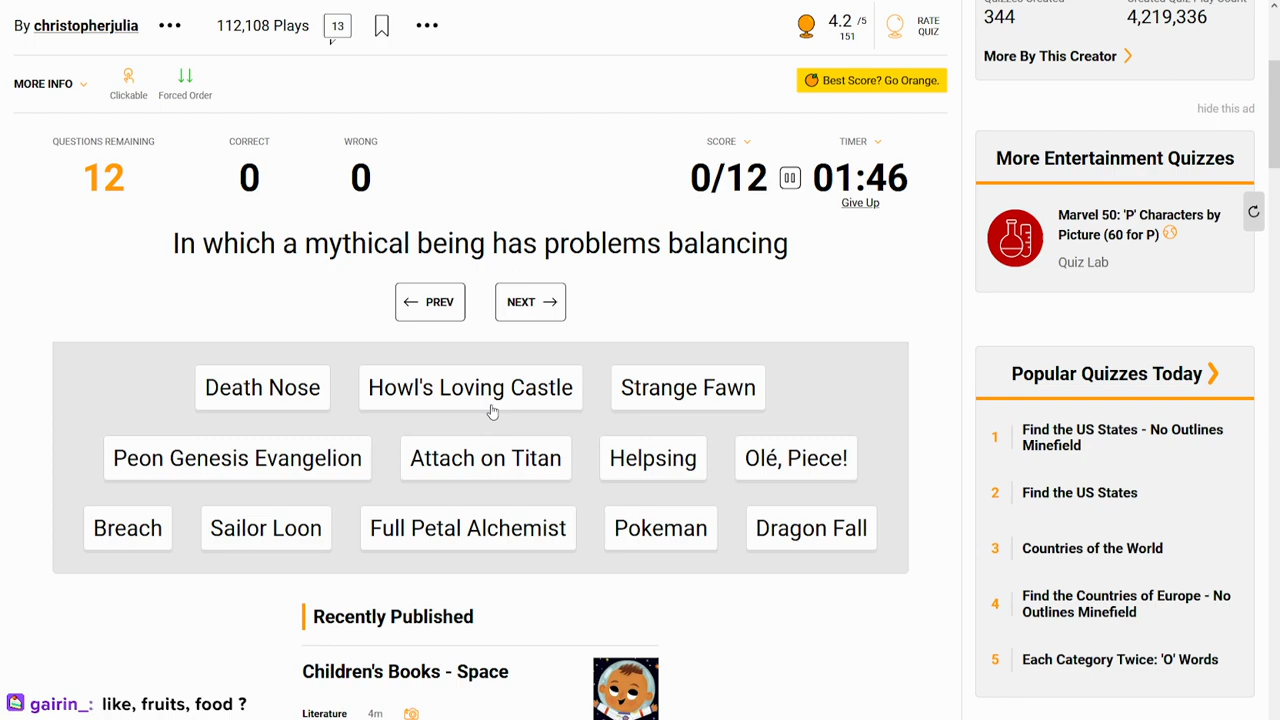 By christopherjulia
112,108 Plays
13
4.2 /5
151
RATE QUIZ
MORE INFO
Clickable
Forced Order
Best Score? Go Orange.
QUESTIONS REMAINING
12
CORRECT
0
WRONG
0
SCORE
0/12
TIMER
01:46
Give Up
In which a mythical being has problems balancing
PREV
NEXT
Death Nose
Howl's Loving Castle
Strange Fawn
Peon Genesis Evangelion
Attach on Titan
Helpsing
Olé, Piece!
Breach
Sailor Loon
Full Petal Alchemist
Pokeman
Dragon Fall
Recently Published
Children's Books - Space
Literature 4m
gairin_: like, fruits, food ?
344
4,219,336
More By This Creator
hide this ad
More Entertainment Quizzes
Marvel 50: 'P' Characters by
Picture (60 for P)
Quiz Lab
Popular Quizzes Today
1 Find the US States - No Outlines
Minefield
2 Find the US States
3 Countries of the World
4 Find the Countries of Europe - No
Outlines Minefield
5 Each Category Twice: 'O' Words